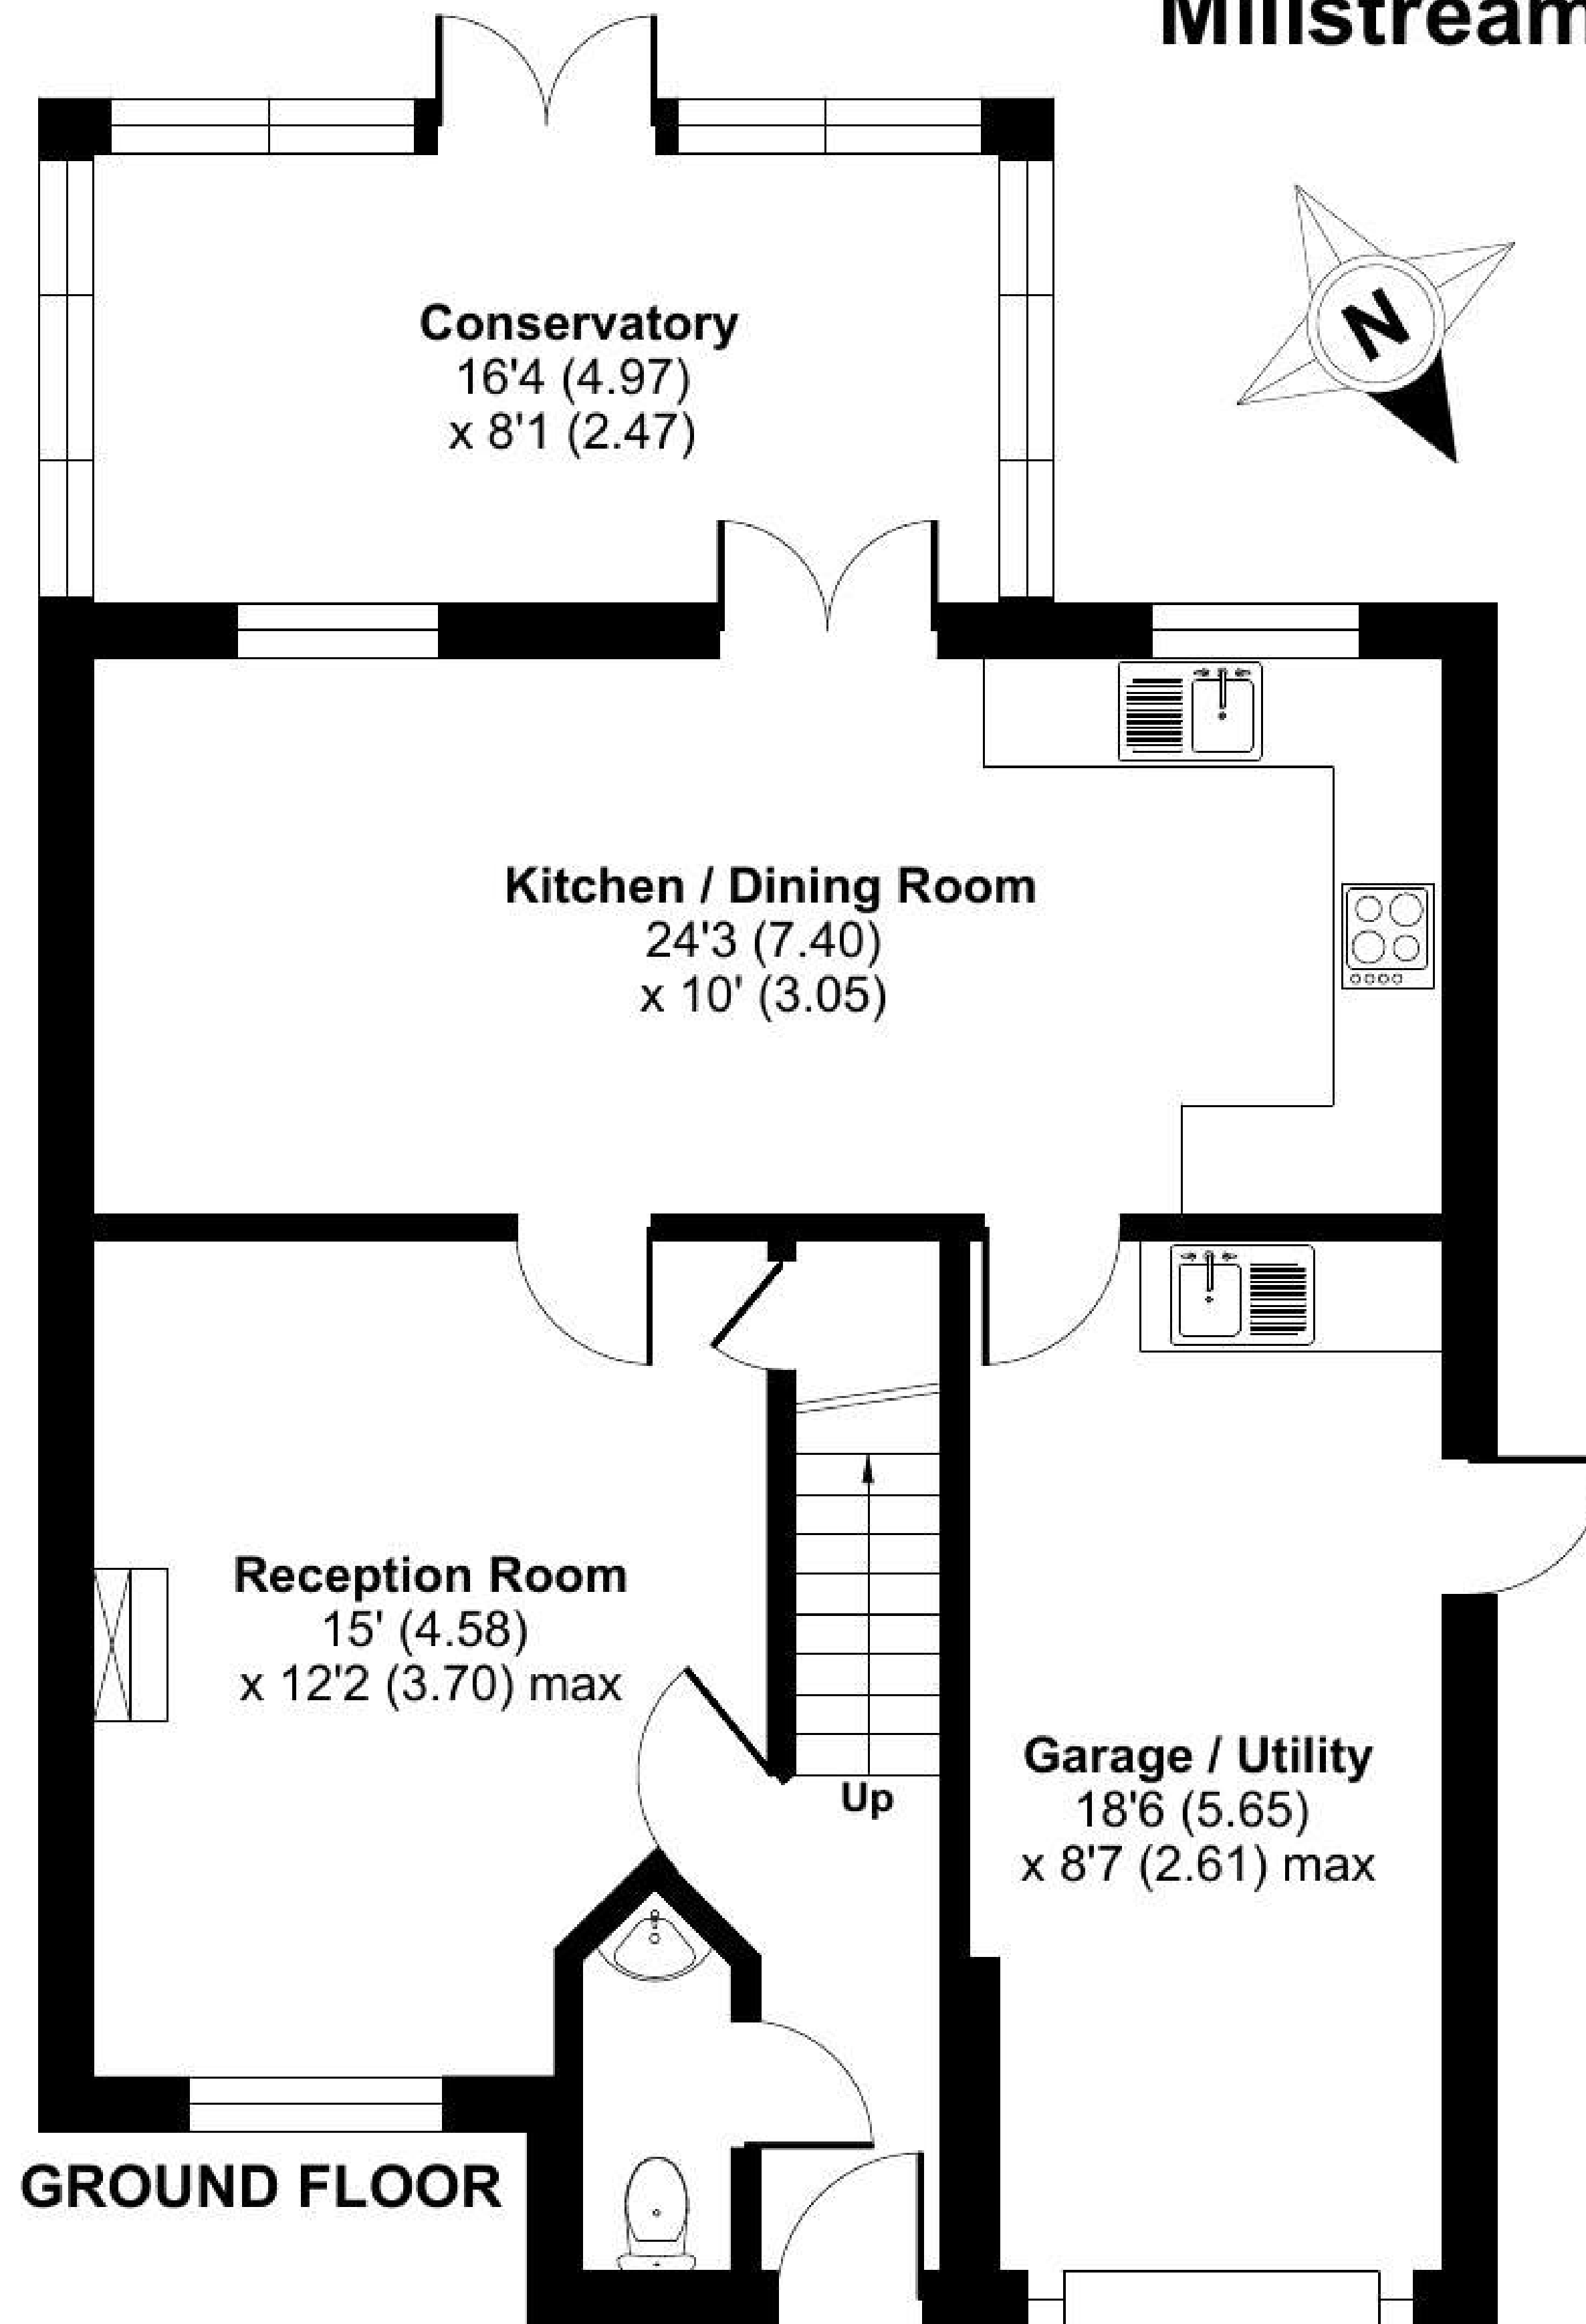 Millstream
Conservatory
16'4 (4.97)
x 8'1 (2.47)
N
Kitchen / Dining Room
24'3 (7.40)
x 10' (3.05)
Reception Room
15' (4.58)
x 12'2 (3.70) max
Garage / Utility
18'6 (5.65)
x 8'7 (2.61) max
Up
GROUND FLOOR